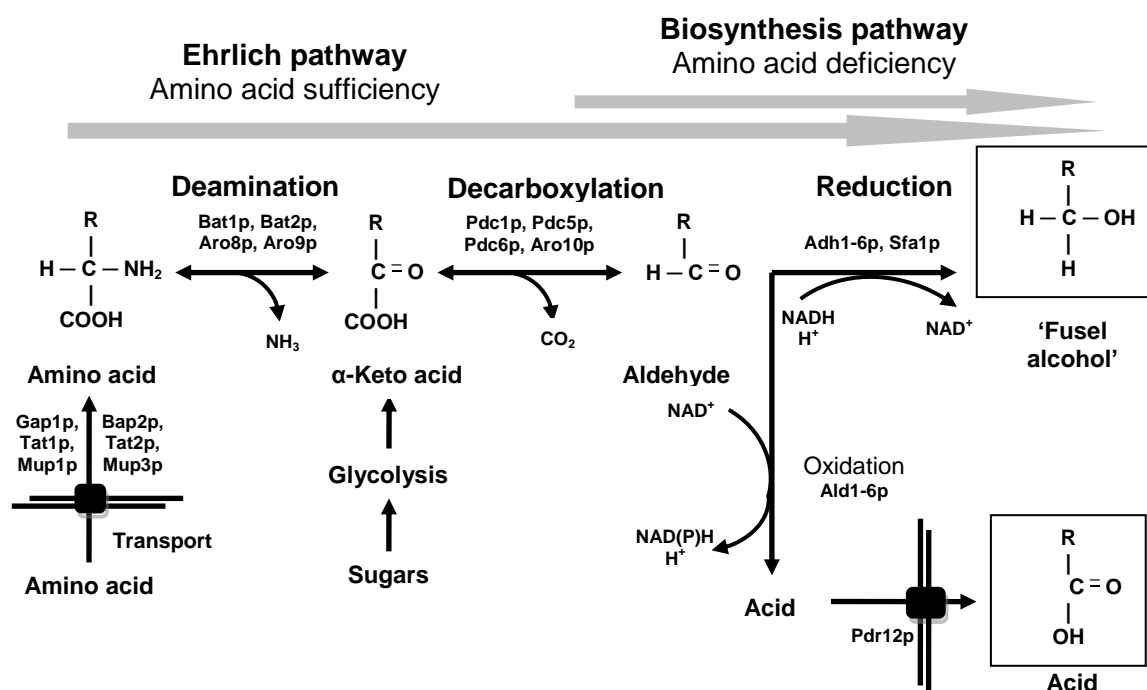 Ehrlich pathway
Amino acid sufficiency
Biosynthesis pathway
Amino acid deficiency
Deamination
Bat1p, Bat2p,
Aro8p, Aro9p
Decarboxylation
Pdc1p, Pdc5p,
Pdc6p, Aro10p
Reduction
Adh1-6p, Sfa1p
R
H – C – NH₂
COOH
NH₃
R
C = O
COOH
CO₂
R
H – C = O
NADH
H⁺
NAD⁺
R
H – C – OH
H
'Fusel
alcohol'
Amino acid
α-Keto acid
Aldehyde
Gap1p,
Tat1p,
Mup1p
Bap2p,
Tat2p,
Mup3p
Transport
Amino acid
Glycolysis
Sugars
NAD⁺
NAD(P)H
H⁺
Oxidation
Ald1-6p
Acid
Pdr12p
R
C = O
OH
Acid